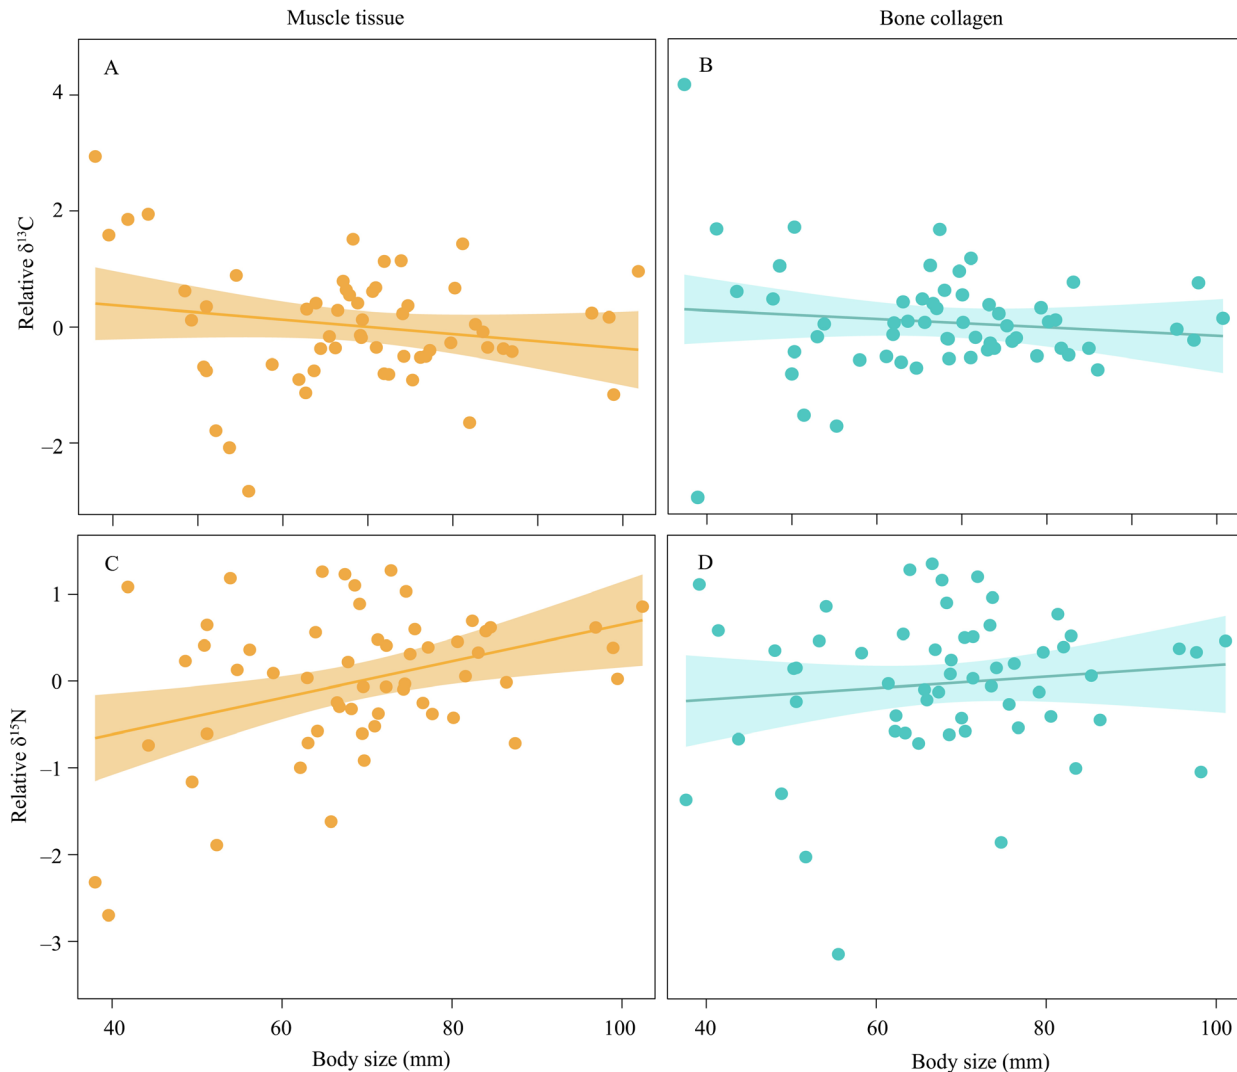 Muscle tissue
Bone collagen
A
B
4
2
0
–2
Relative δ¹³C
C
D
1
0
–1
–2
–3
Relative δ¹⁵N
40 60 80 100
40 60 80 100
Body size (mm)
Body size (mm)